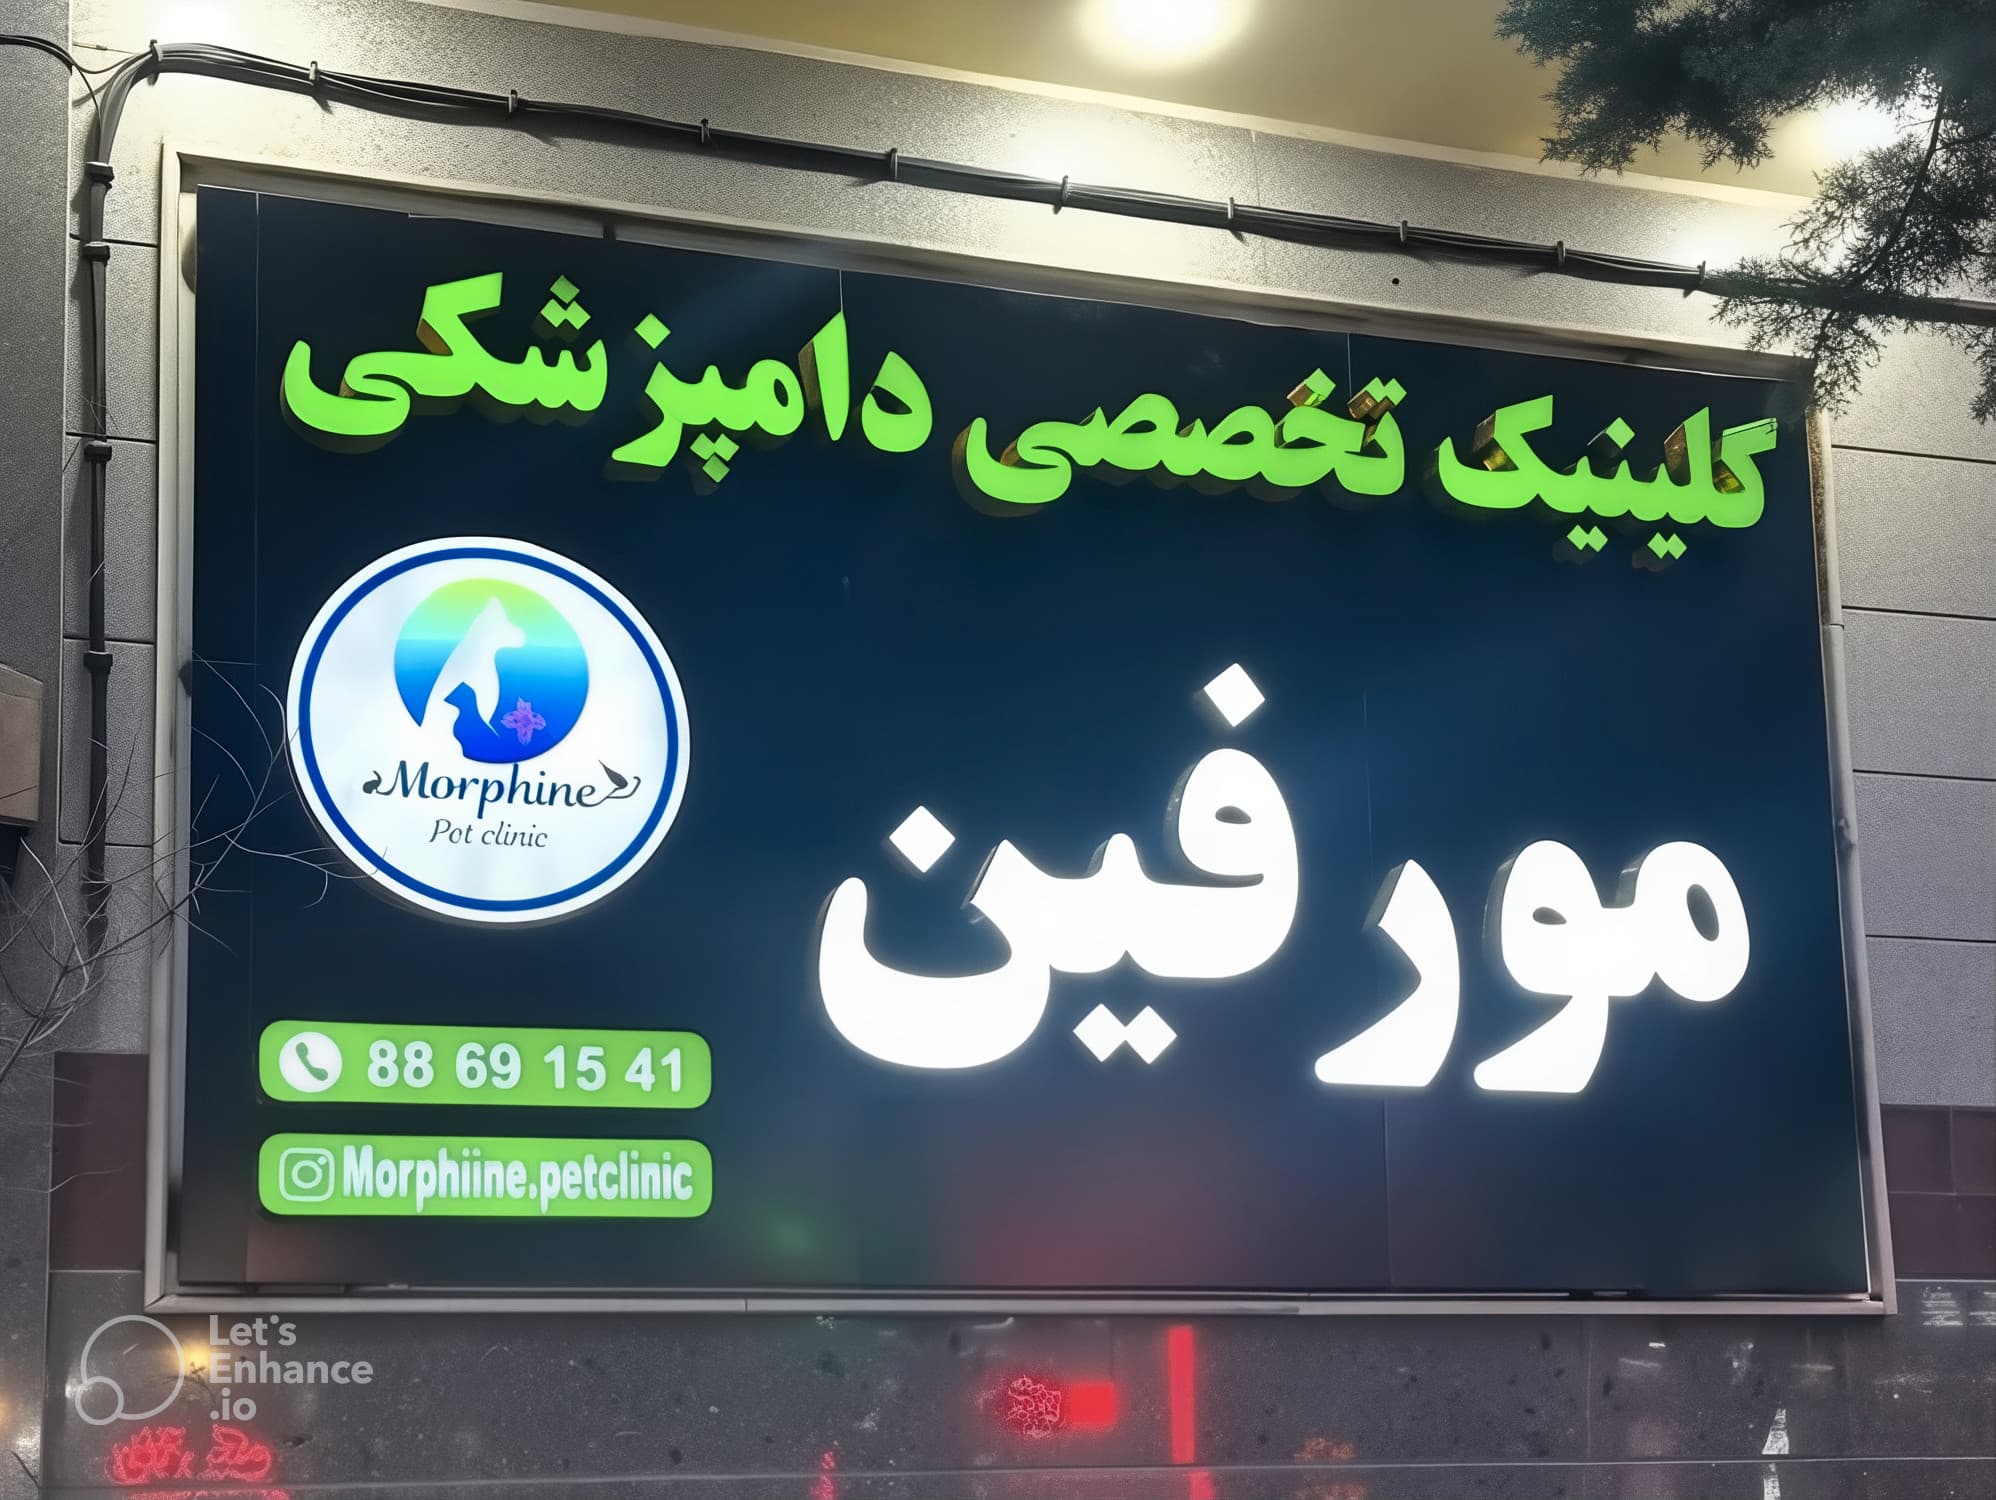 کلینیک تخصصی دامپزشکی
مورفین
Morphine
Pet clinic
88 69 15 41
Morphiine.petclinic
Let's
Enhance
.io